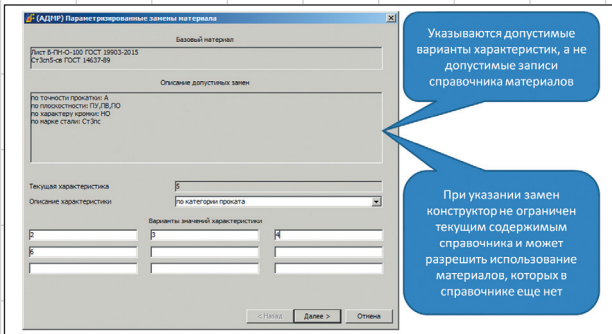 (АДМР) Параметризированные замены материала
Базовый материал
Лист Б-ПН-О-100 ГОСТ 19903-2015
Ст3сп5-св ГОСТ 14637-89
Описание допустимых замен
по точности прокатки: А
по плоскостности: ПУ,ПВ,ПО
по характеру кромки: НО
по марке стали: Ст3пс
Текущая характеристика
5
Описание характеристики
по категории проката
Варианты значений характеристики
2 3 4
6
< Назад Далее > Отмена
Указываются допустимые
варианты характеристик, а не
допустимые записи
справочника материалов
При указании замен
конструктор не ограничен
текущим содержимым
справочника и может
разрешить использование
материалов, которых в
справочнике еще нет